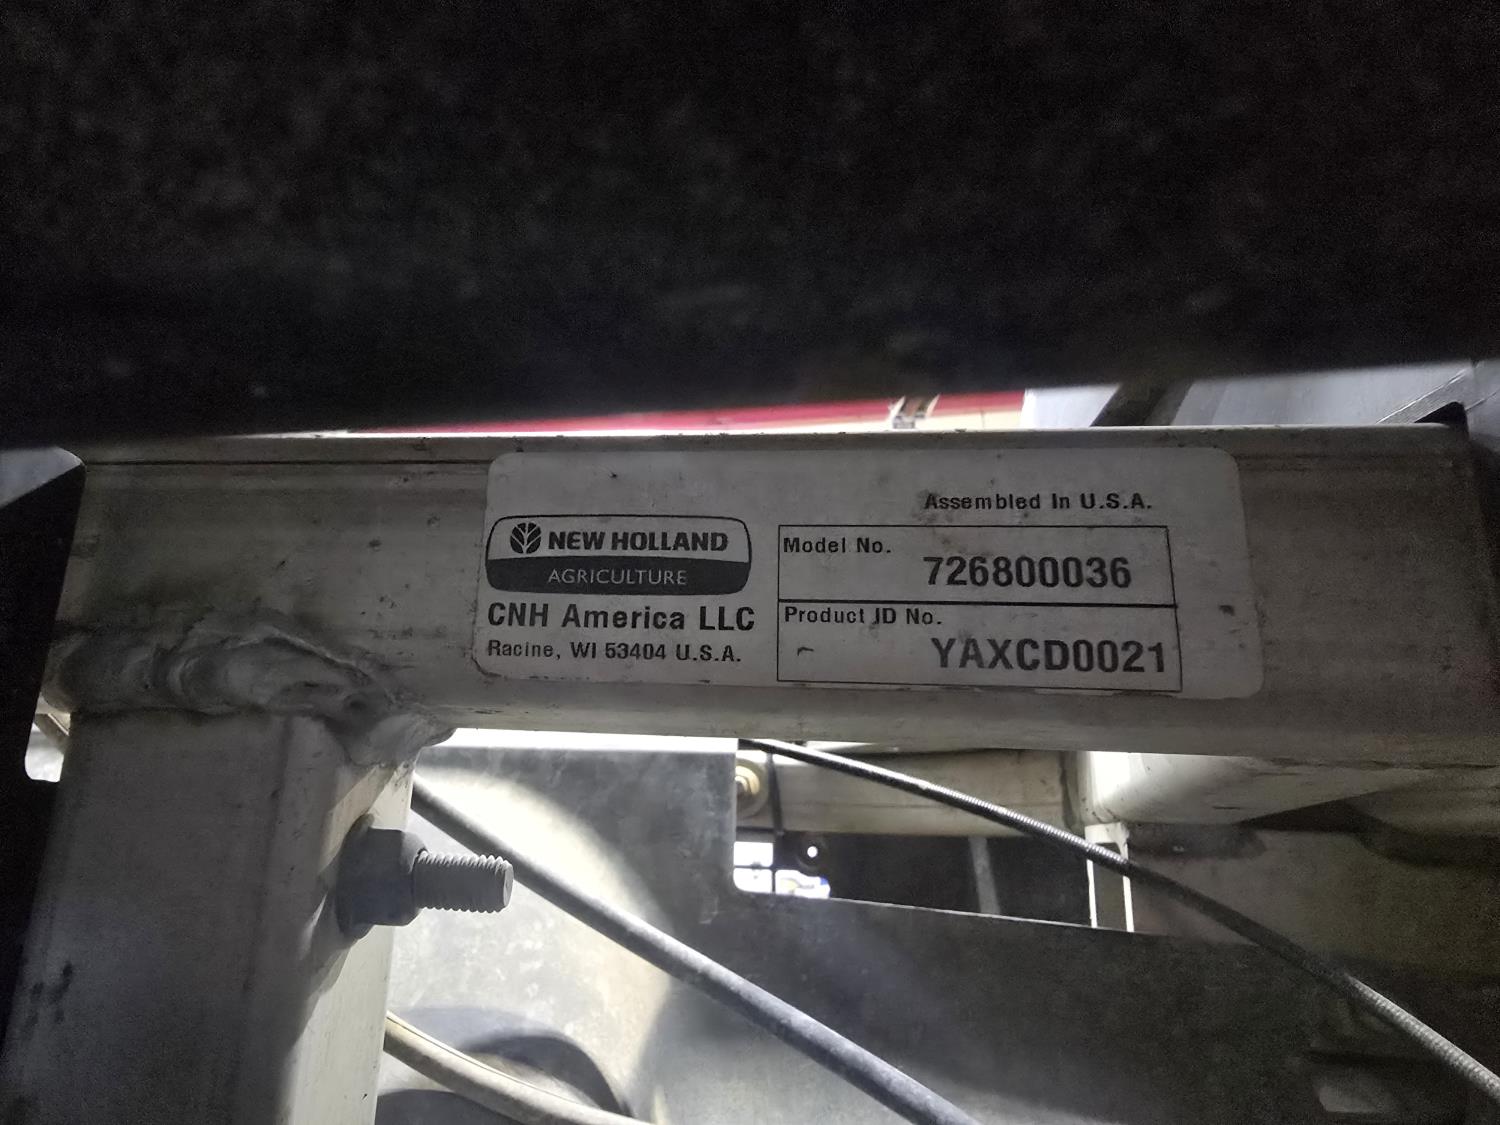 Assembled In U.S.A.
NEW HOLLAND
AGRICULTURE
CNH America LLC
Racine, WI 53404 U.S.A.
Model No.
726800036
Product ID No.
YAXCD0021